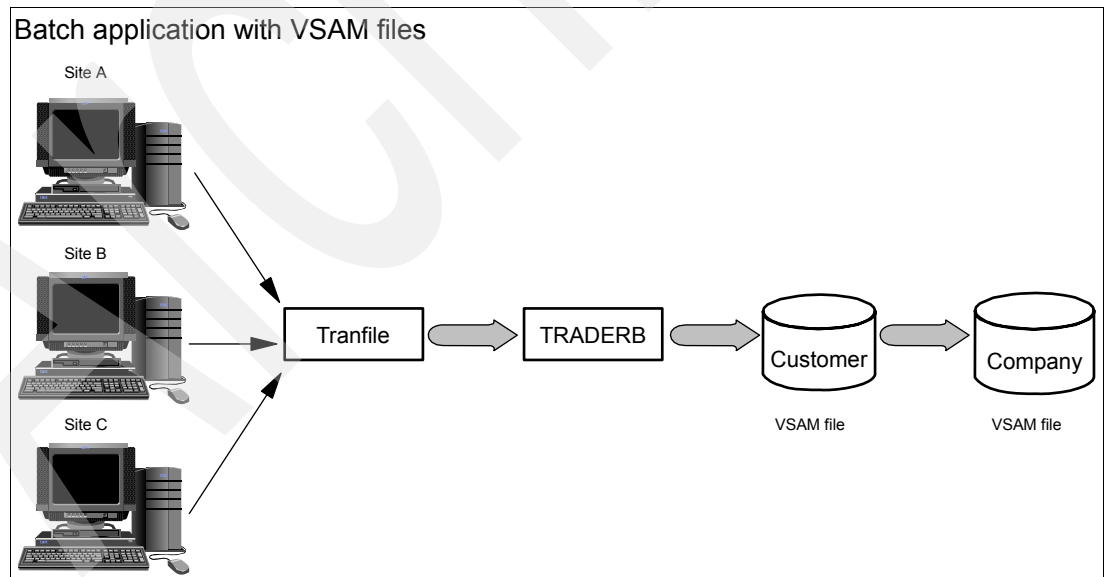 Batch application with VSAM files
Site A
Site B
Site C
Tranfile
TRADERB
Customer
Company
VSAM file
VSAM file